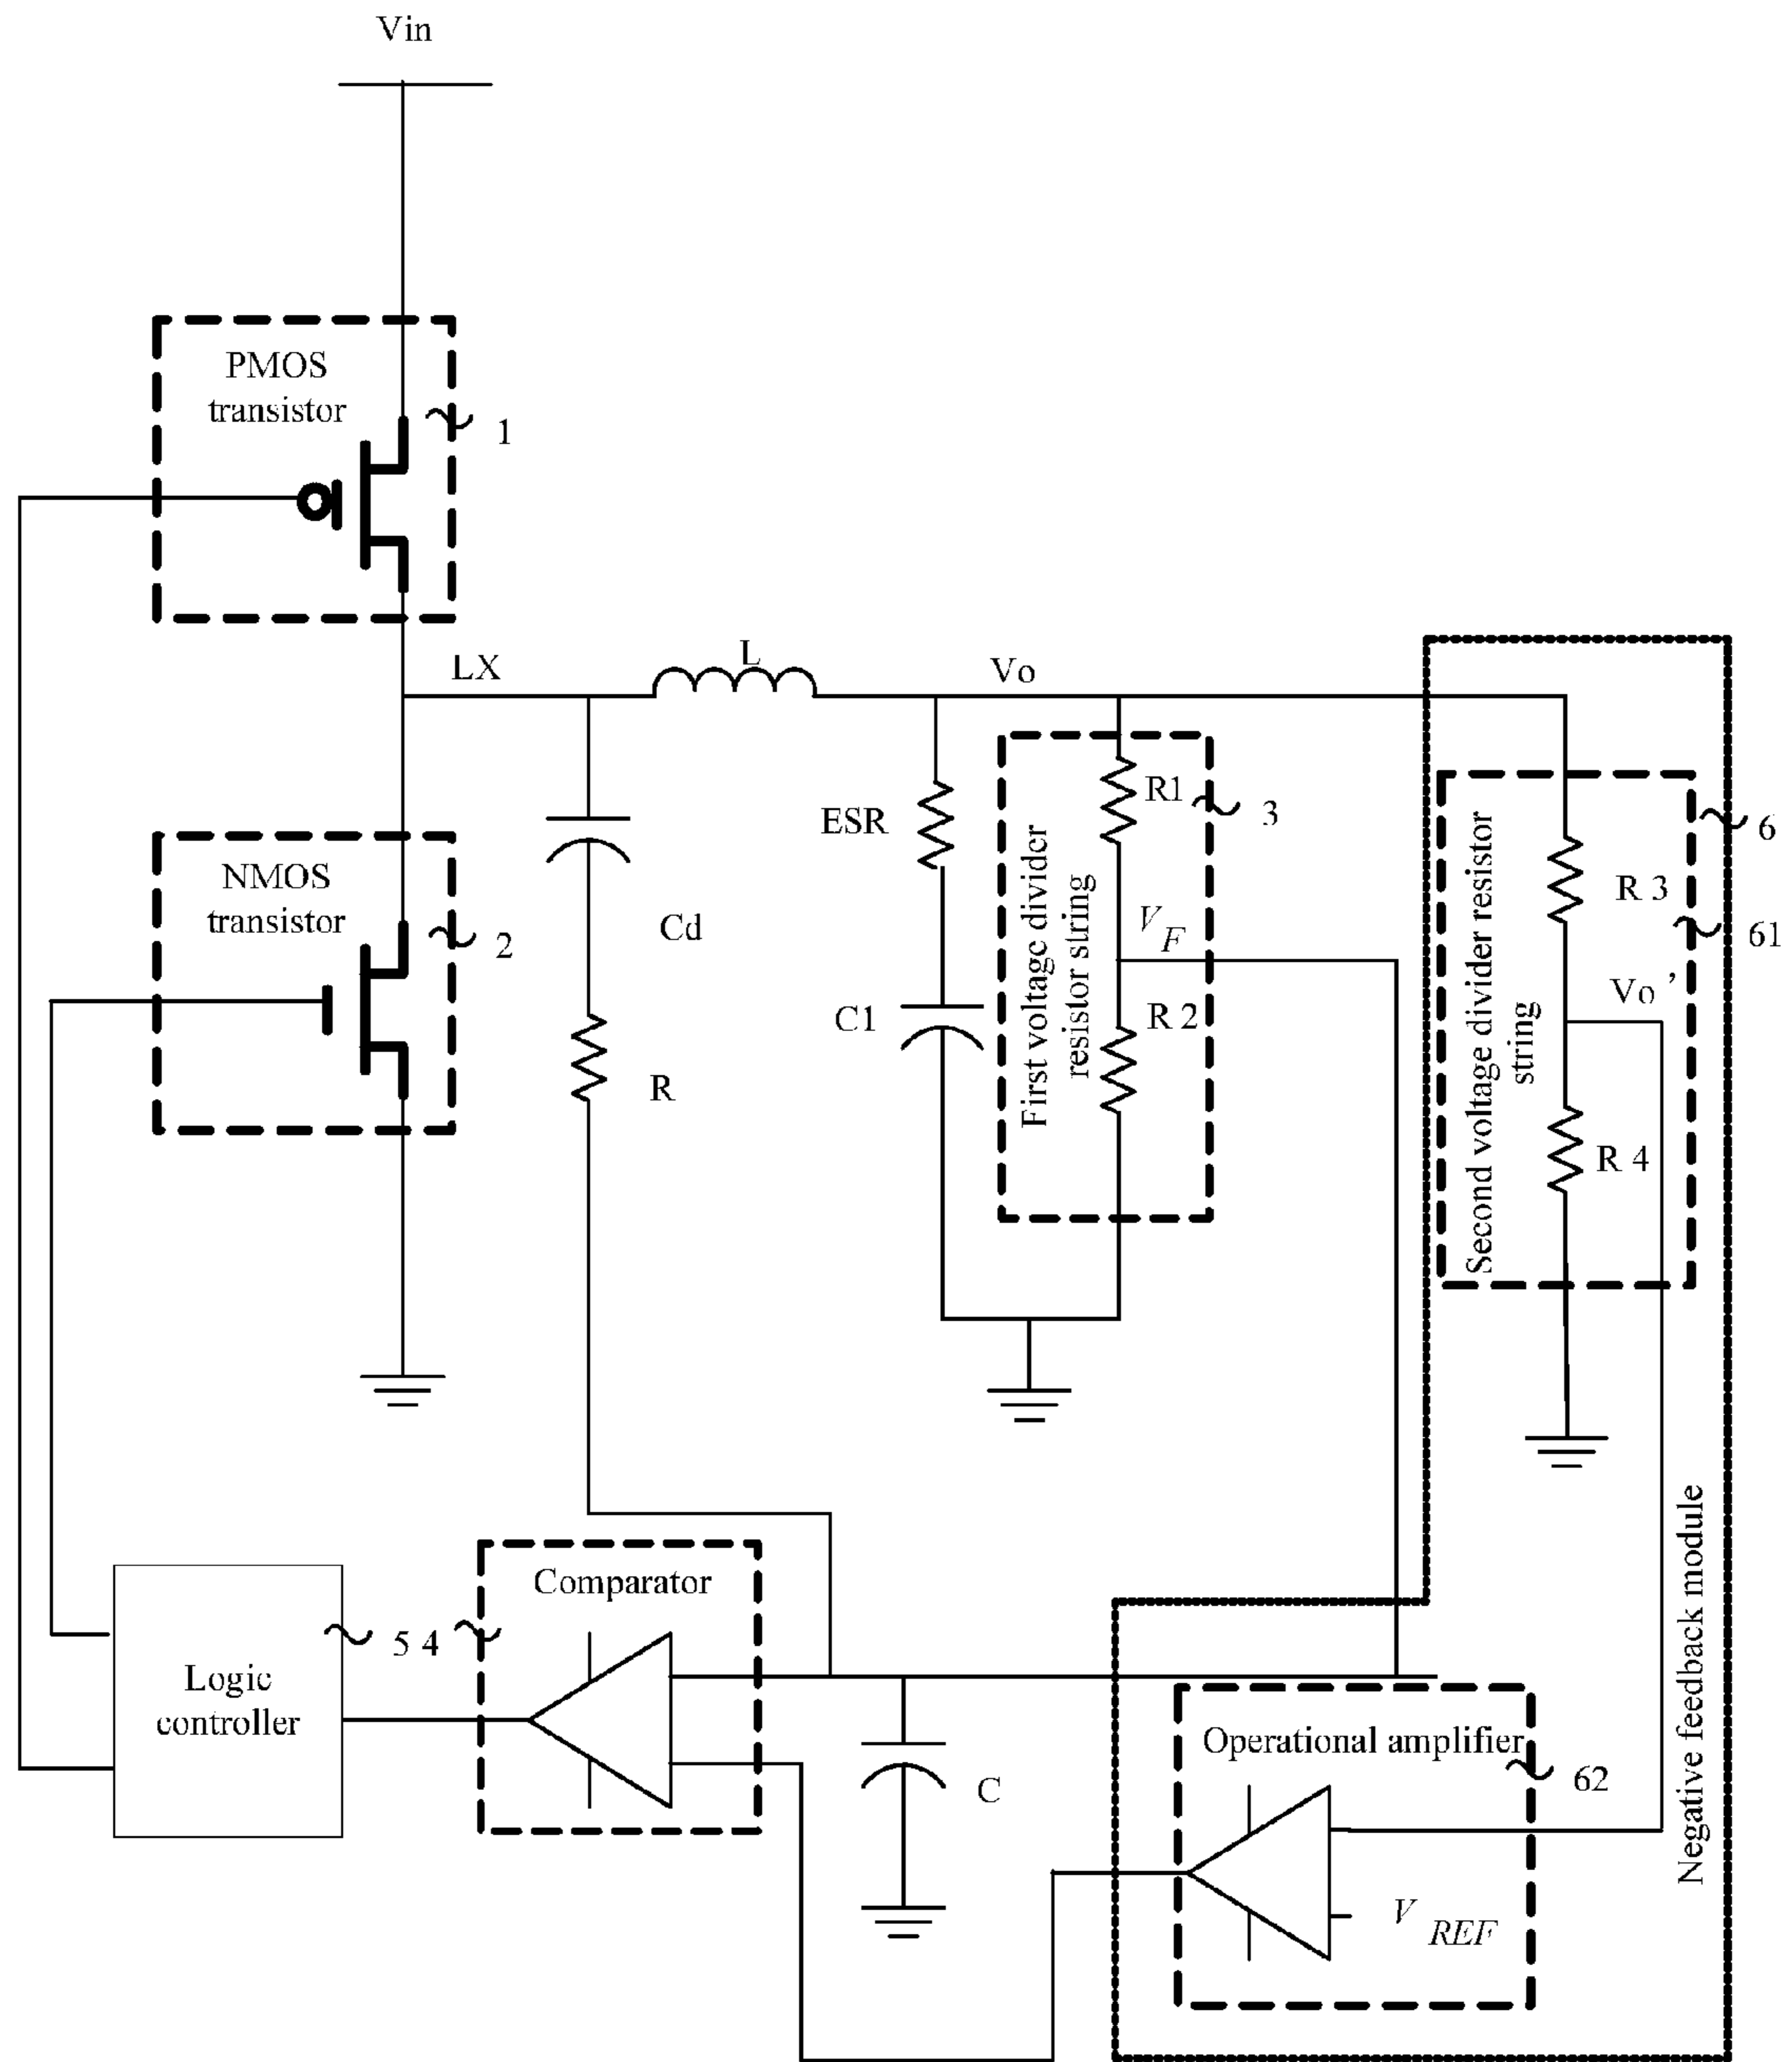 Vin
PMOS
transistor
1
LX
L
Vo
NMOS
transistor
2
Cd
R
ESR
C1
First voltage divider
resistor string
R1
3
V F
R 2
Second voltage divider resistor
string
R 3
6
61
Vo ’
R 4
Negative feedback module
Logic
controller
5 4
Comparator
C
Operational amplifier
62
V REF